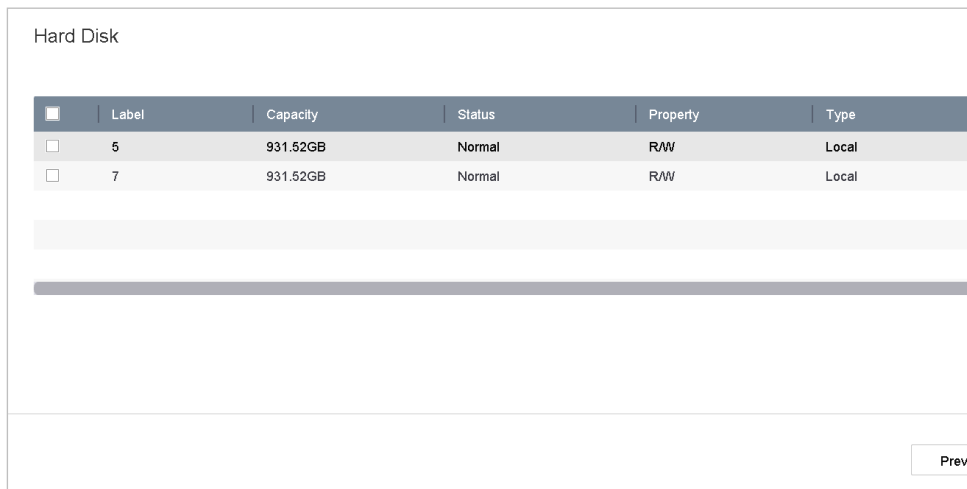 Hard Disk
Label Capacity Status Property Type
5 931.52GB Normal R/W Local
7 931.52GB Normal R/W Local
Prev